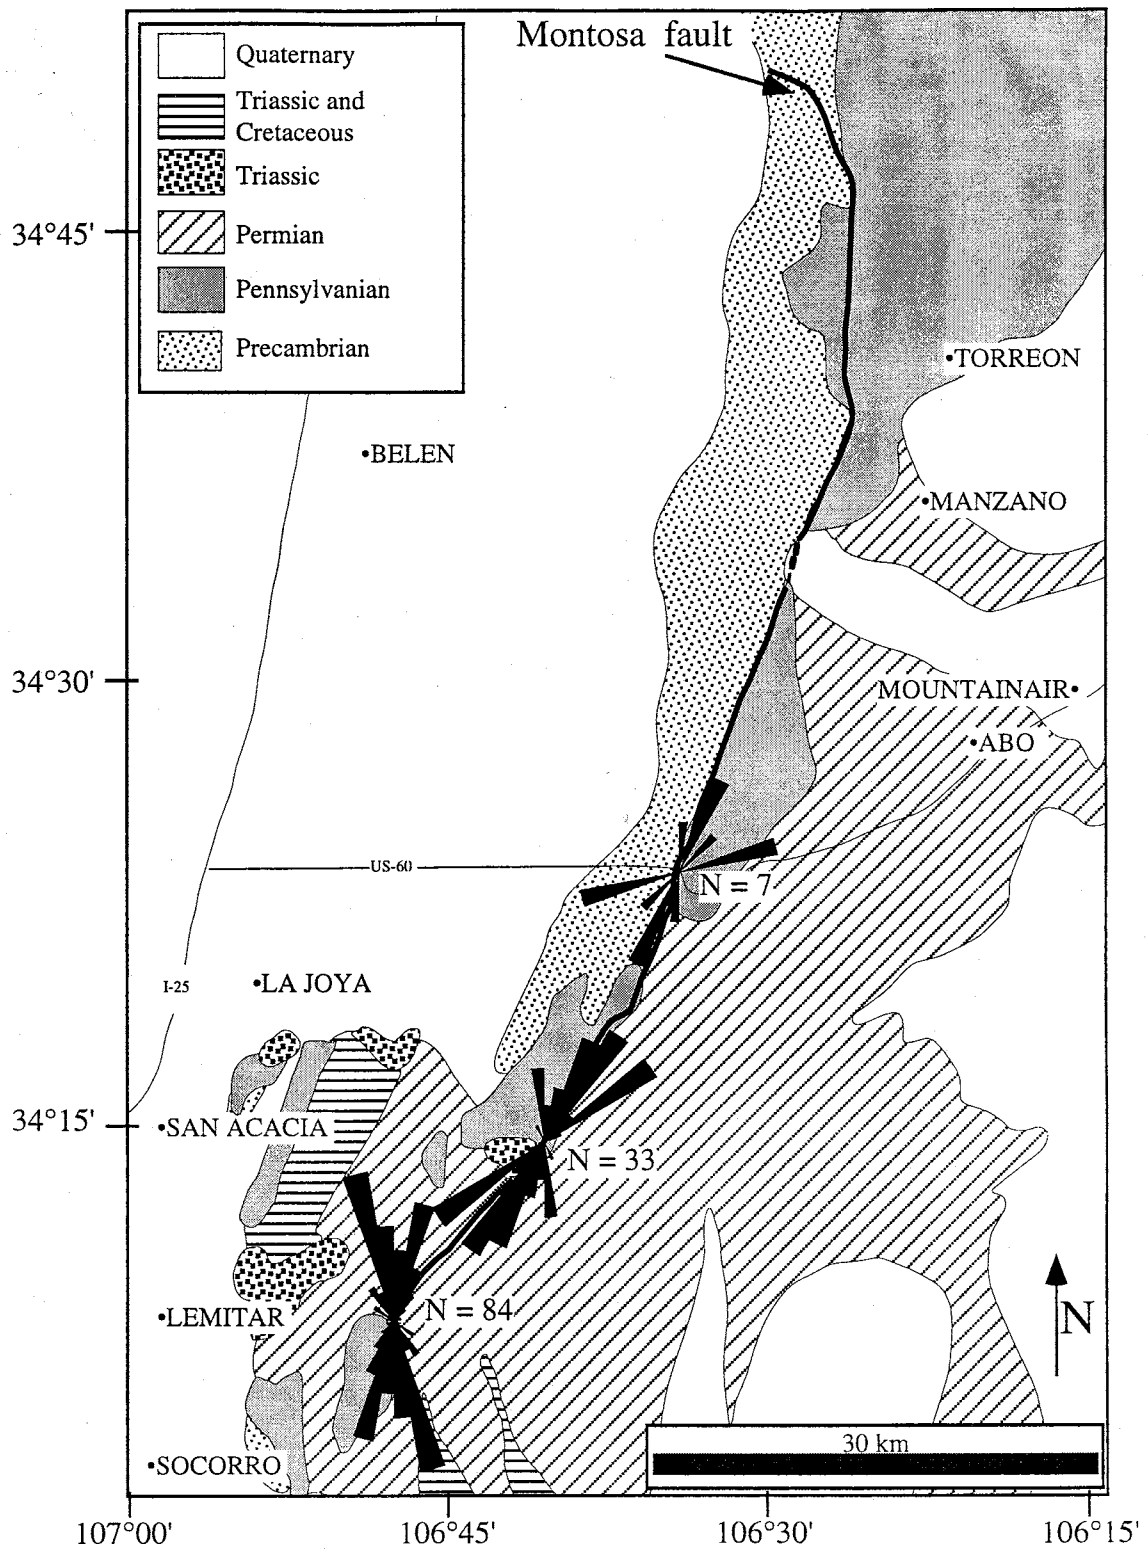 Montosa fault
Quaternary
Triassic and
Cretaceous
Triassic
Permian
Pennsylvanian
Precambrian
34°45'
•TORREON
•BELEN
•MANZANO
34°30'
MOUNTAINAIR•
•ABO
US-60
N = 7
I-25
•LA JOYA
34°15'
•SAN ACACIA
N = 33
•LEMITAR
N = 84
N
30 km
•SOCORRO
107°00' 106°45' 106°30' 106°15'